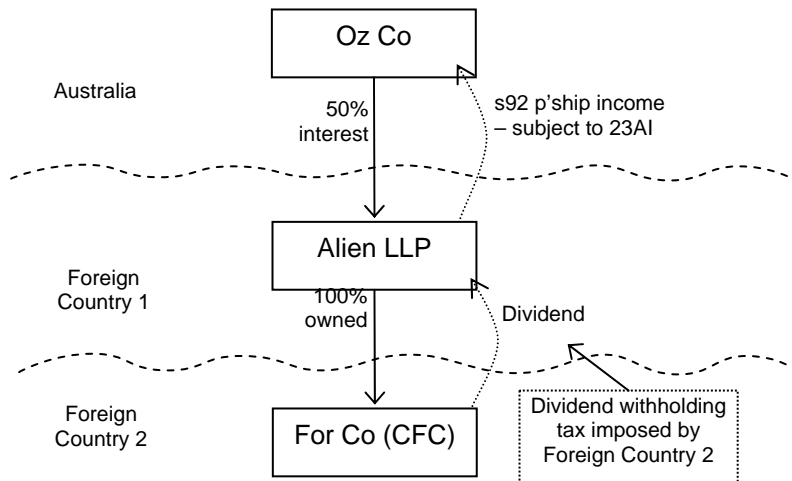 Oz Co
Australia
50%
interest
s92 p'ship income
– subject to 23AI
Alien LLP
Foreign
Country 1
100%
owned
Dividend
Foreign
Country 2
For Co (CFC)
Dividend withholding
tax imposed by
Foreign Country 2